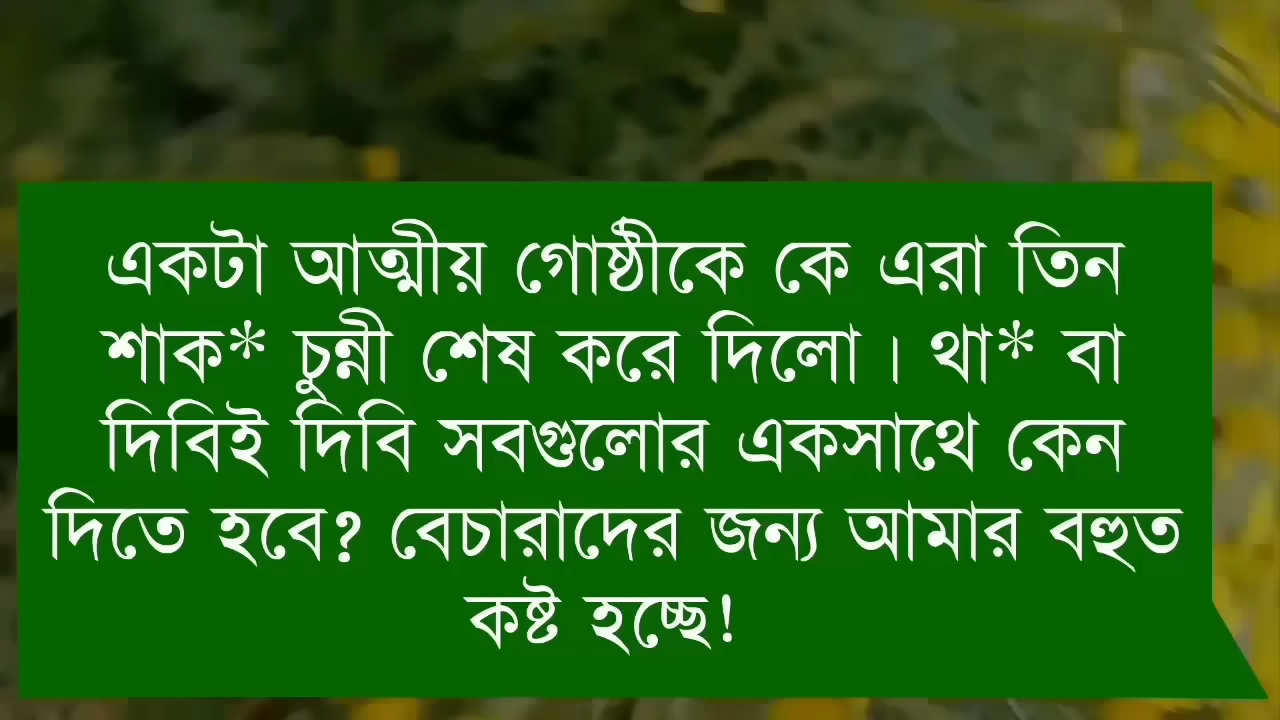 একটা আত্মীয় গোষ্ঠীকে কে এরা তিন
শাক* চুন্নী শেষ করে দিলো। থা* বা
দিবিই দিবি সবগুলোর একসাথে কেন
দিতে হবে? বেচারাদের জন্য আমার বহুত
কষ্ট হচ্ছে!